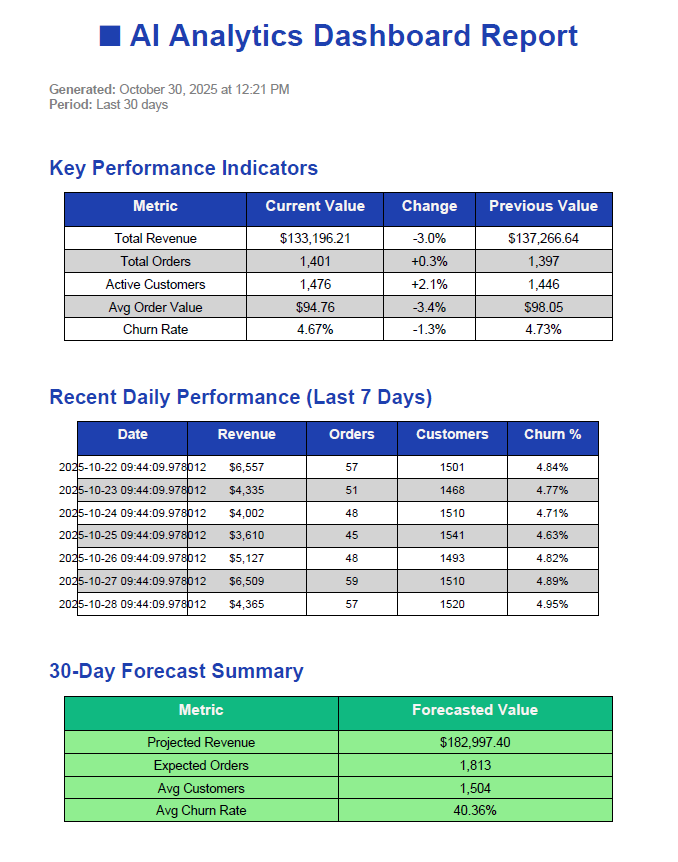 ■ AI Analytics Dashboard Report
Generated: October 30, 2025 at 12:21 PM
Period: Last 30 days
Key Performance Indicators
Metric Current Value Change Previous Value
Total Revenue $133,196.21 -3.0% $137,266.64
Total Orders 1,401 +0.3% 1,397
Active Customers 1,476 +2.1% 1,446
Avg Order Value $94.76 -3.4% $98.05
Churn Rate 4.67% -1.3% 4.73%
Recent Daily Performance (Last 7 Days)
Date Revenue Orders Customers Churn %
2025-10-22 09:44:09.978012 $6,557 57 1501 4.84%
2025-10-23 09:44:09.978012 $4,335 51 1468 4.77%
2025-10-24 09:44:09.978012 $4,002 48 1510 4.71%
2025-10-25 09:44:09.978012 $3,610 45 1541 4.63%
2025-10-26 09:44:09.978012 $5,127 48 1493 4.82%
2025-10-27 09:44:09.978012 $6,509 59 1510 4.89%
2025-10-28 09:44:09.978012 $4,365 57 1520 4.95%
30-Day Forecast Summary
Metric Forecasted Value
Projected Revenue $182,997.40
Expected Orders 1,813
Avg Customers 1,504
Avg Churn Rate 40.36%